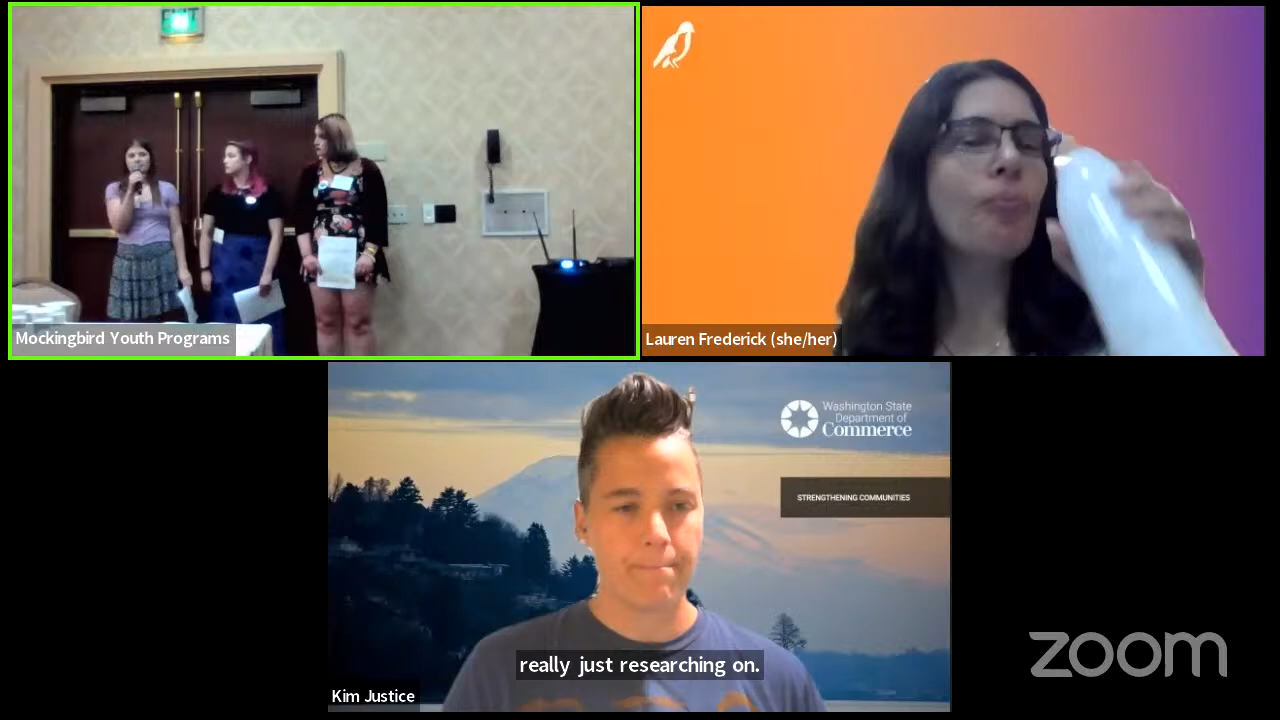 EXIT
Mockingbird Youth Programs
Lauren Frederick (she/her)
Washington State
Department of
Commerce
STRENGTHENING COMMUNITIES
really just researching on.
Kim Justice
zoom